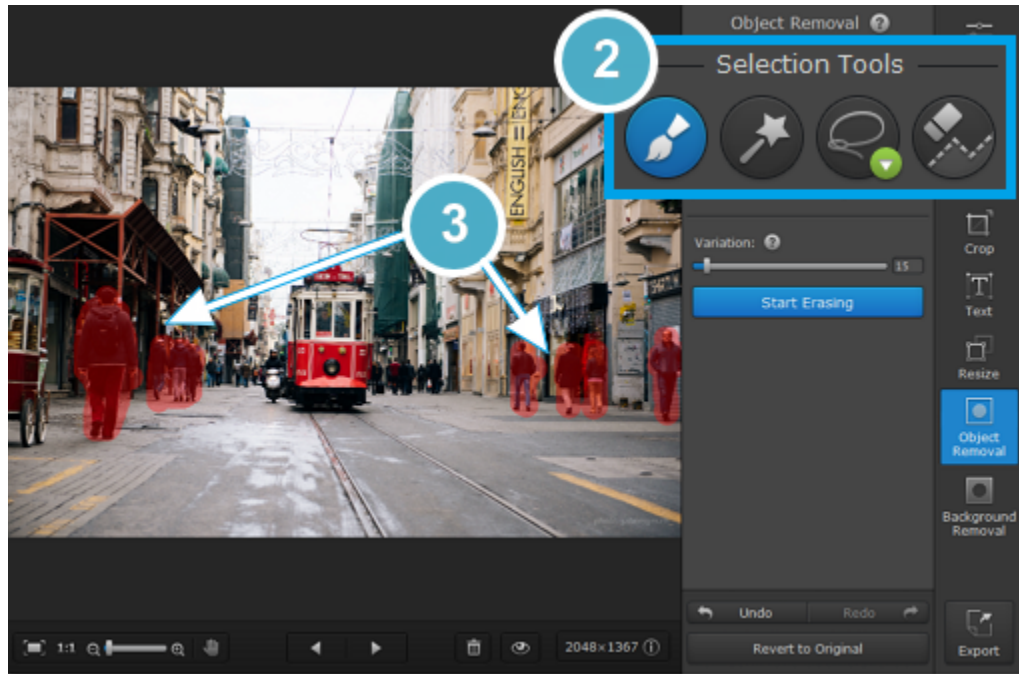 Object Removal ?
2
Selection Tools
3
ENGLISH
Variation: ?
15
Start Erasing
Crop
T
Text
Resize
Object
Removal
Background
Removal
Undo
Redo
1:1
2048×1367
Revert to Original
Export